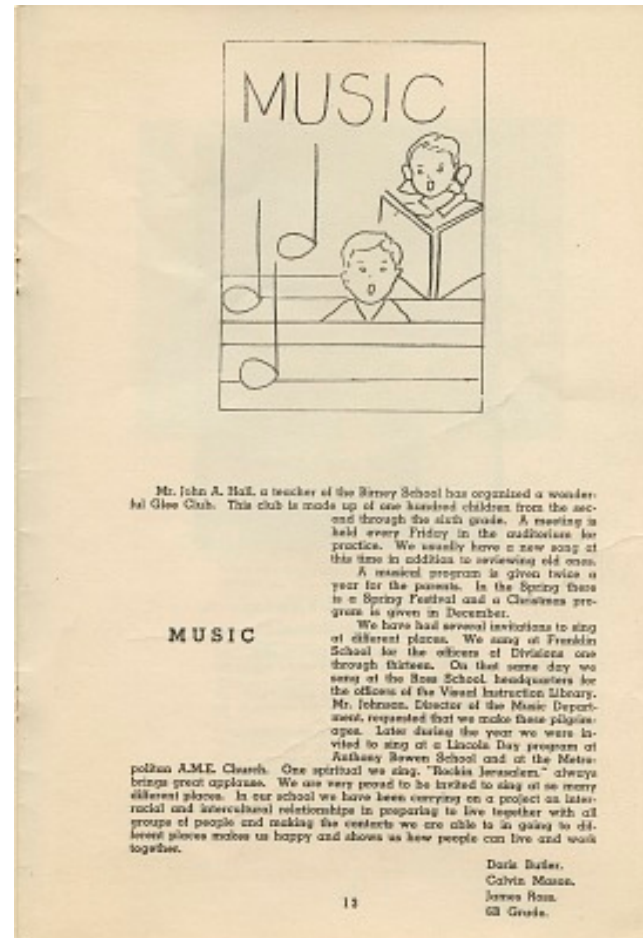 MUSIC
Mr. John A. Hall, a teacher of the Birney School has organized a wonder-
ful Glee Club. This club is made up of one hundred children from the sec-
ond through the sixth grade. A meeting is
held every Friday in the auditorium for
practice. We usually have a new song at
this time in addition to reviewing old ones.
A musical program is given twice a
year for the parents. In the Spring there
is a Spring Festival and a Christmas pro-
gram is given in December.
We have had several invitations to sing
at different places. We sang at Franklin
School for the officers of Divisions one
through thirteen. On that same day we
sang at the Ross School, headquarters for
the officers of the Visual Instruction Library.
Mr. Johnson, Director of the Music Depart-
ment, requested that we make these pilgrim-
ages. Later during the year we were in-
vited to sing at a Lincoln Day program at
Anthony Bowen School and at the Metro-
MUSIC
politan A.M.E. Church. One spiritual we sing, "Rockin Jerusalem," always
brings great applause. We are very proud to be invited to sing at so many
different places. In our school we have been carrying on a project on inter-
racial and intercultural relationships in preparing to live together with all
groups of people and making the contacts we are able to in going to dif-
ferent places makes us happy and shows us how people can live and work
together.
Doris Butler,
Calvin Mason,
James Ross,
6B Grade.
13